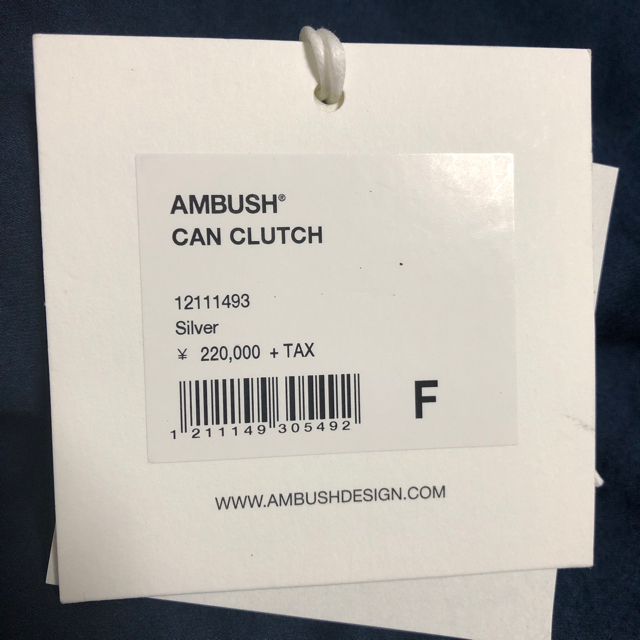 AMBUSH®
CAN CLUTCH
12111493
Silver
¥ 220,000 + TAX
F
1 211149 305492
WWW.AMBUSHDESIGN.COM